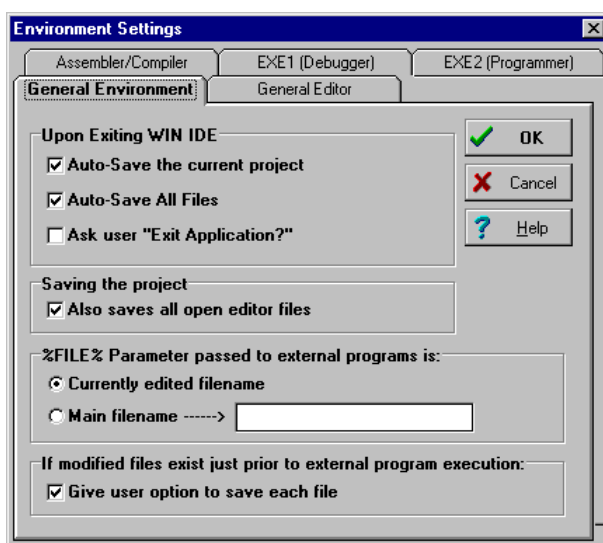 Environment Settings
Assembler/Compiler EXE1 (Debugger) EXE2 (Programmer)
General Environment General Editor
Upon Exiting WIN IDE
Auto-Save the current project
Auto-Save All Files
Ask user "Exit Application?"
OK
Cancel
Help
Saving the project
Also saves all open editor files
%FILE% Parameter passed to external programs is:
Currently edited filename
Main filename ------>
If modified files exist just prior to external program execution:
Give user option to save each file